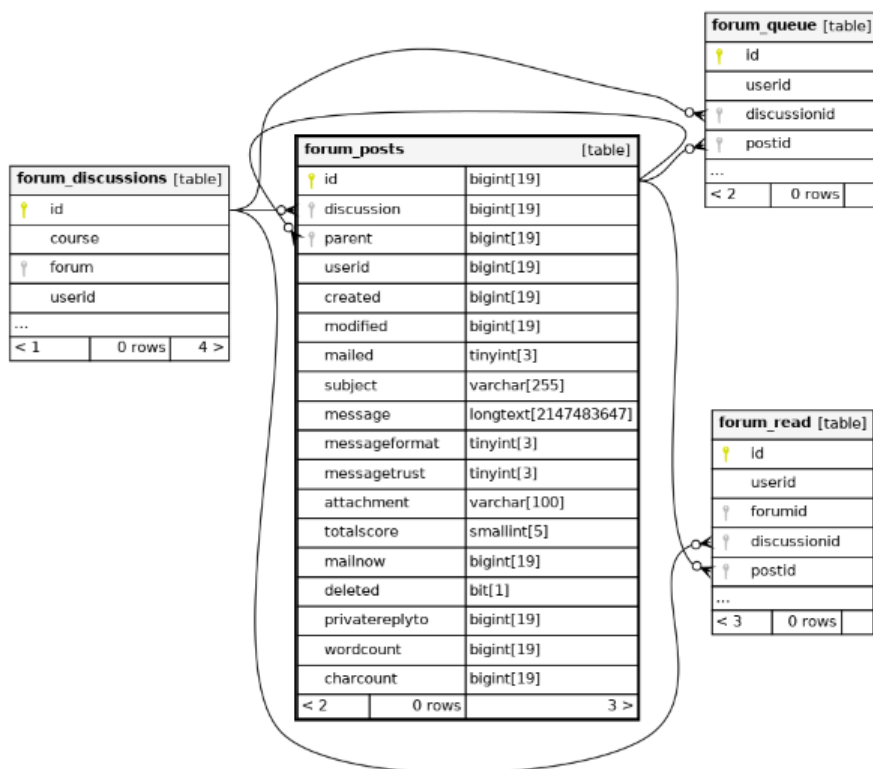 forum_queue [table]
id
userid
discussionid
postid
...
< 2 0 rows
forum_posts [table]
id bigint[19]
discussion bigint[19]
parent bigint[19]
userid bigint[19]
created bigint[19]
modified bigint[19]
mailed tinyint[3]
subject varchar[255]
message longtext[2147483647]
messageformat tinyint[3]
messagetrust tinyint[3]
attachment varchar[100]
totalscore smallint[5]
mailnow bigint[19]
deleted bit[1]
privatereplyto bigint[19]
wordcount bigint[19]
charcount bigint[19]
< 2 0 rows 3 >
forum_discussions [table]
id
course
forum
userid
...
< 1 0 rows 4 >
forum_read [table]
id
userid
forumid
discussionid
postid
...
< 3 0 rows